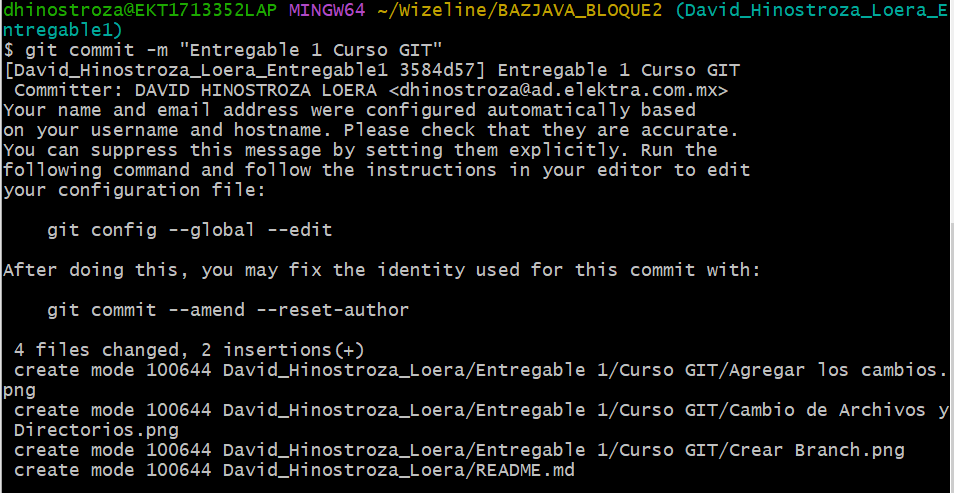 dhinostroza@EKT1713352LAP MINGW64 ~/Wizeline/BAZJAVA_BLOQUE2 (David_Hinostroza_Loera_E
ntregable1)
$ git commit -m "Entregable 1 Curso GIT"
[David_Hinostroza_Loera_Entregable1 3584d57] Entregable 1 Curso GIT
 Committer: DAVID HINOSTROZA LOERA <dhinostroza@ad.elektra.com.mx>
Your name and email address were configured automatically based
on your username and hostname. Please check that they are accurate.
You can suppress this message by setting them explicitly. Run the
following command and follow the instructions in your editor to edit
your configuration file:

    git config --global --edit

After doing this, you may fix the identity used for this commit with:

    git commit --amend --reset-author

 4 files changed, 2 insertions(+)
 create mode 100644 David_Hinostroza_Loera/Entregable 1/Curso GIT/Agregar los cambios.
png
 create mode 100644 David_Hinostroza_Loera/Entregable 1/Curso GIT/Cambio de Archivos y
 Directorios.png
 create mode 100644 David_Hinostroza_Loera/Entregable 1/Curso GIT/Crear Branch.png
 create mode 100644 David_Hinostroza_Loera/README.md